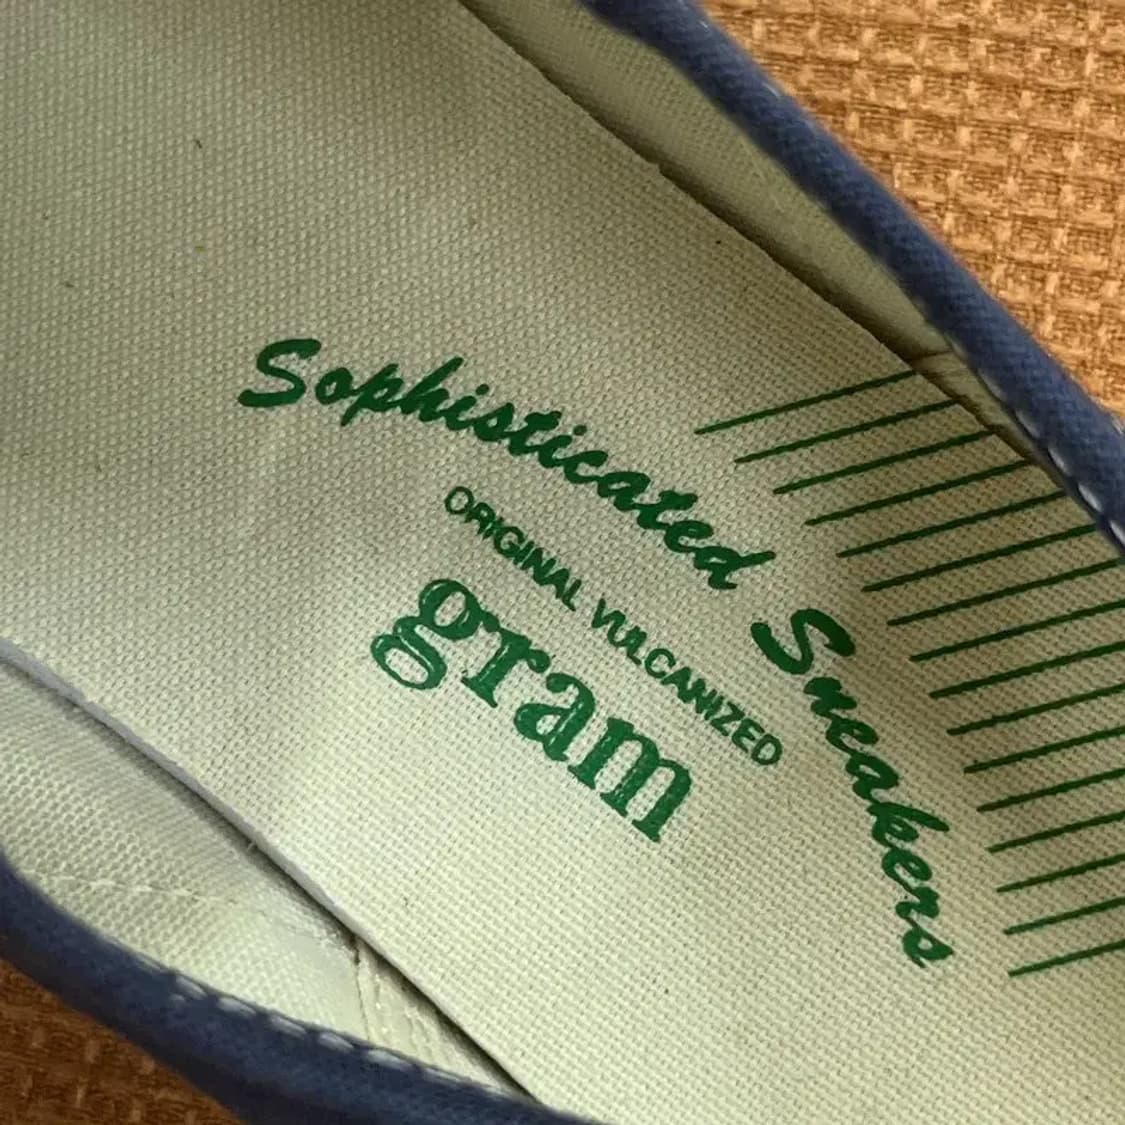 Sophisticated Sneakers
ORIGINAL VULCANIZED
gram